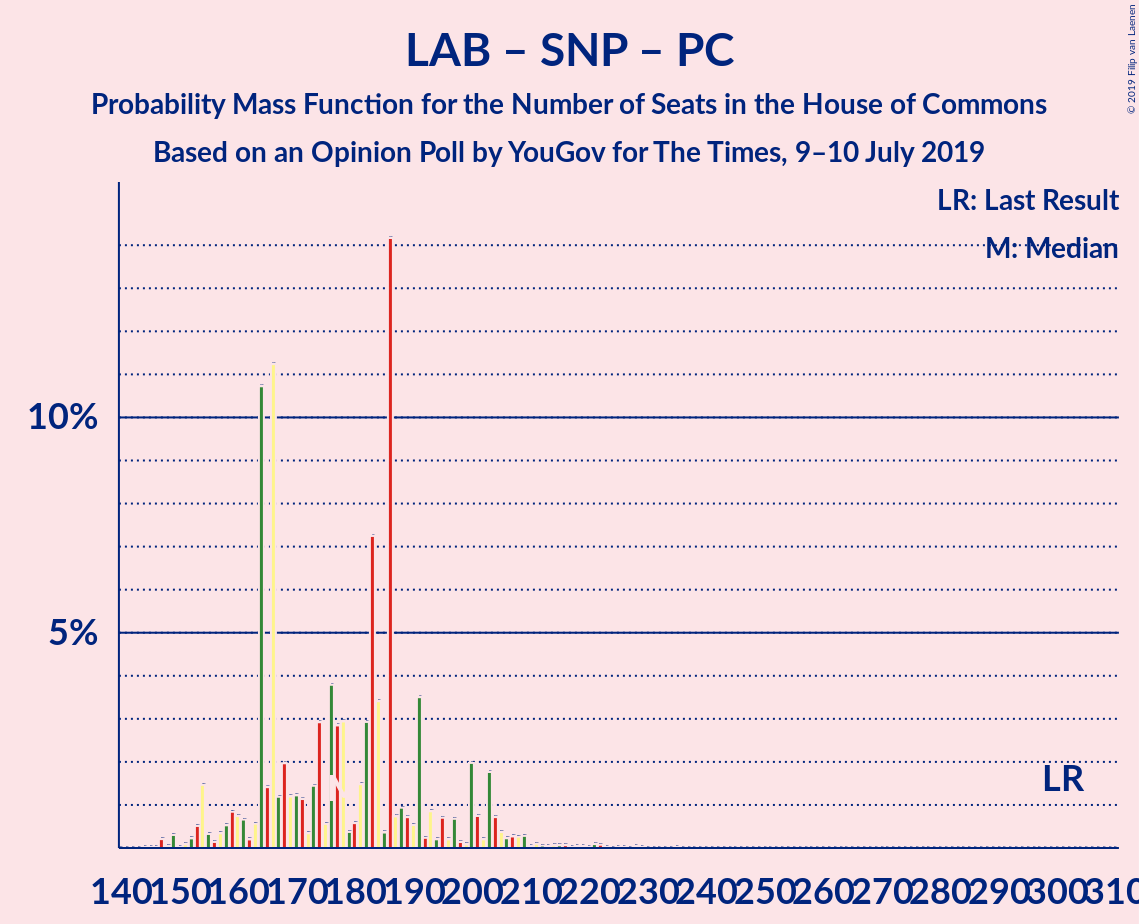 LAB – SNP – PC
Probability Mass Function for the Number of Seats in the House of Commons
Based on an Opinion Poll by YouGov for The Times, 9–10 July 2019
© 2019 Filip van Laenen
LR: Last Result
M: Median
10%
5%
LR
140 150 160 170 180 190 200 210 220 230 240 250 260 270 280 290 300 310